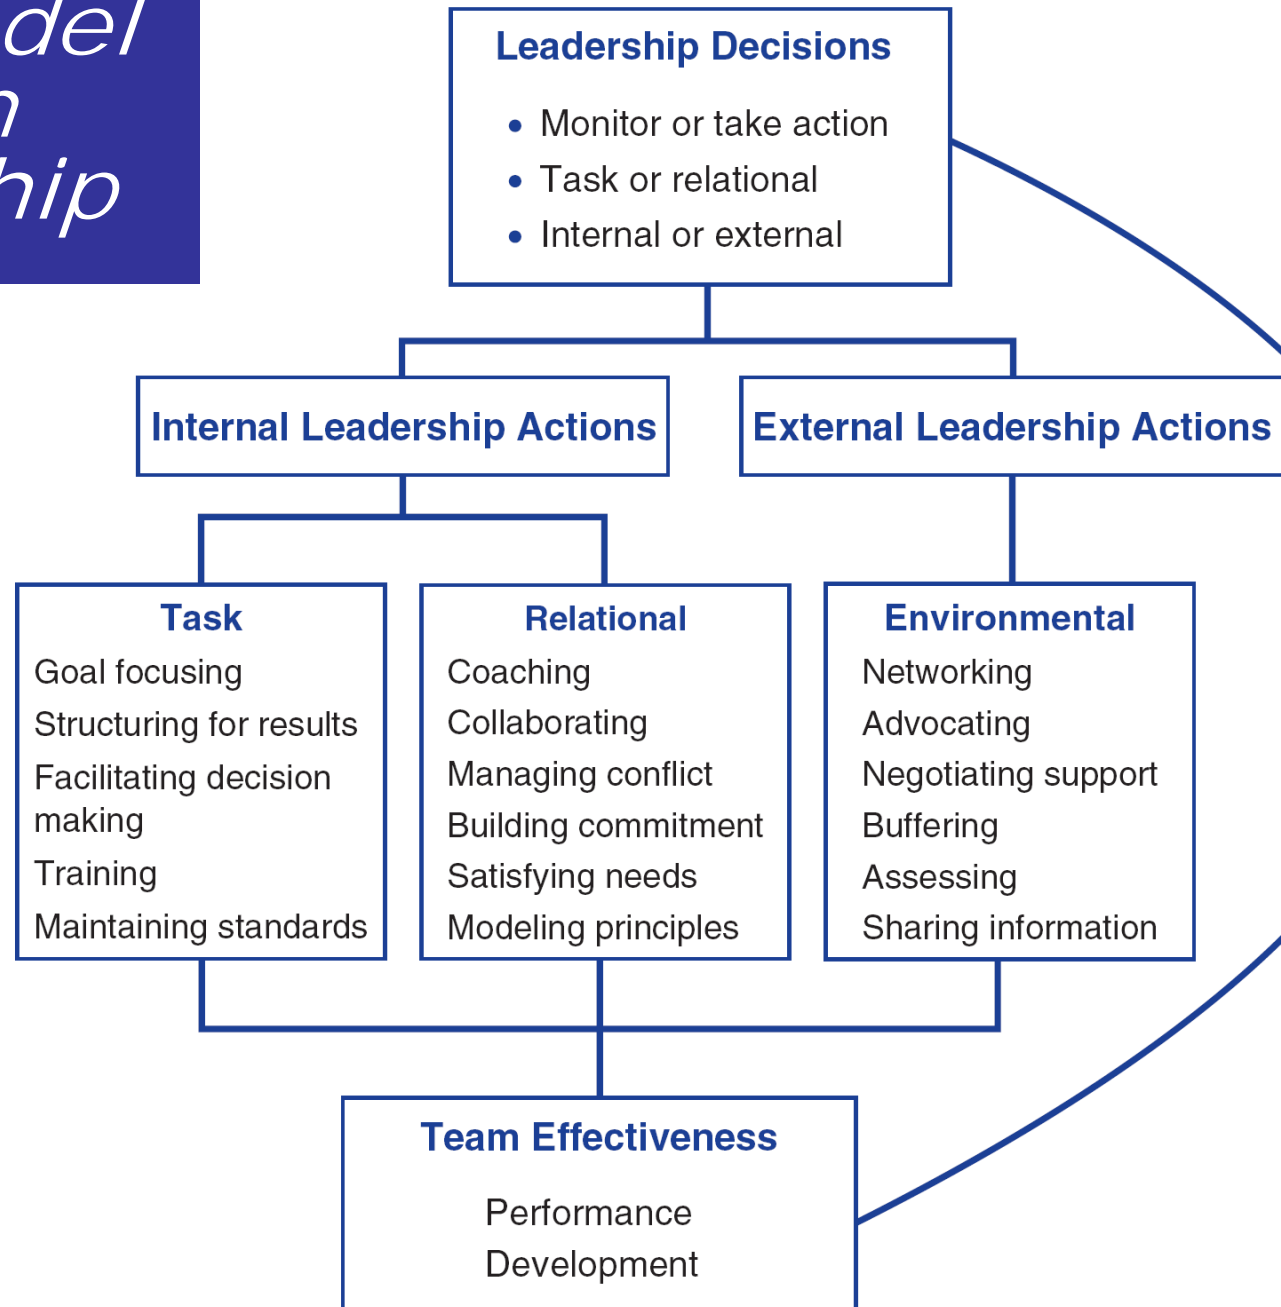 del
n
hip
Leadership Decisions
• Monitor or take action
• Task or relational
• Internal or external
Internal Leadership Actions
External Leadership Actions
Task
Goal focusing
Structuring for results
Facilitating decision
making
Training
Maintaining standards
Relational
Coaching
Collaborating
Managing conflict
Building commitment
Satisfying needs
Modeling principles
Environmental
Networking
Advocating
Negotiating support
Buffering
Assessing
Sharing information
Team Effectiveness
Performance
Development